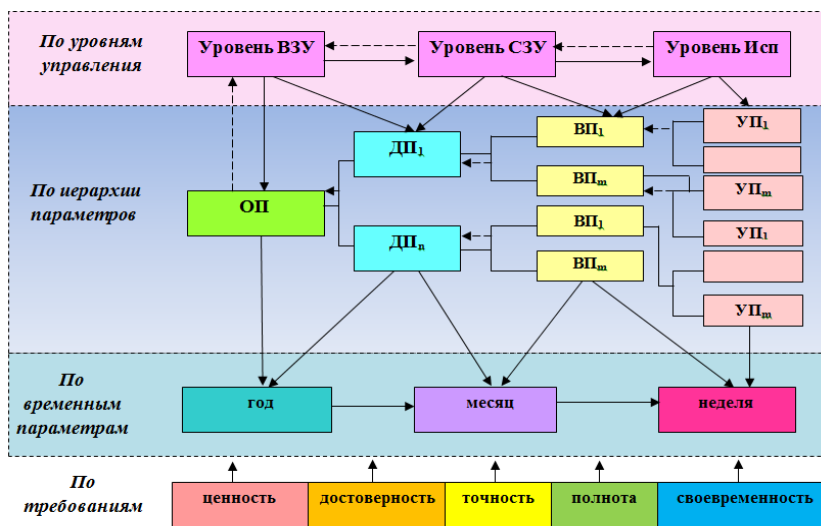 По уровням
управления
Уровень ВЗУ
Уровень СЗУ
Уровень Исп
По иерархии
параметров
ОП
ДП₁
ДПₙ
ВП₁
ВПₘ
ВП₁
ВПₘ
УП₁
УПₘ
УП₁
УПₘ
По
временным
параметрам
год
месяц
неделя
По
требованиям
ценность
достоверность
точность
полнота
своевременность